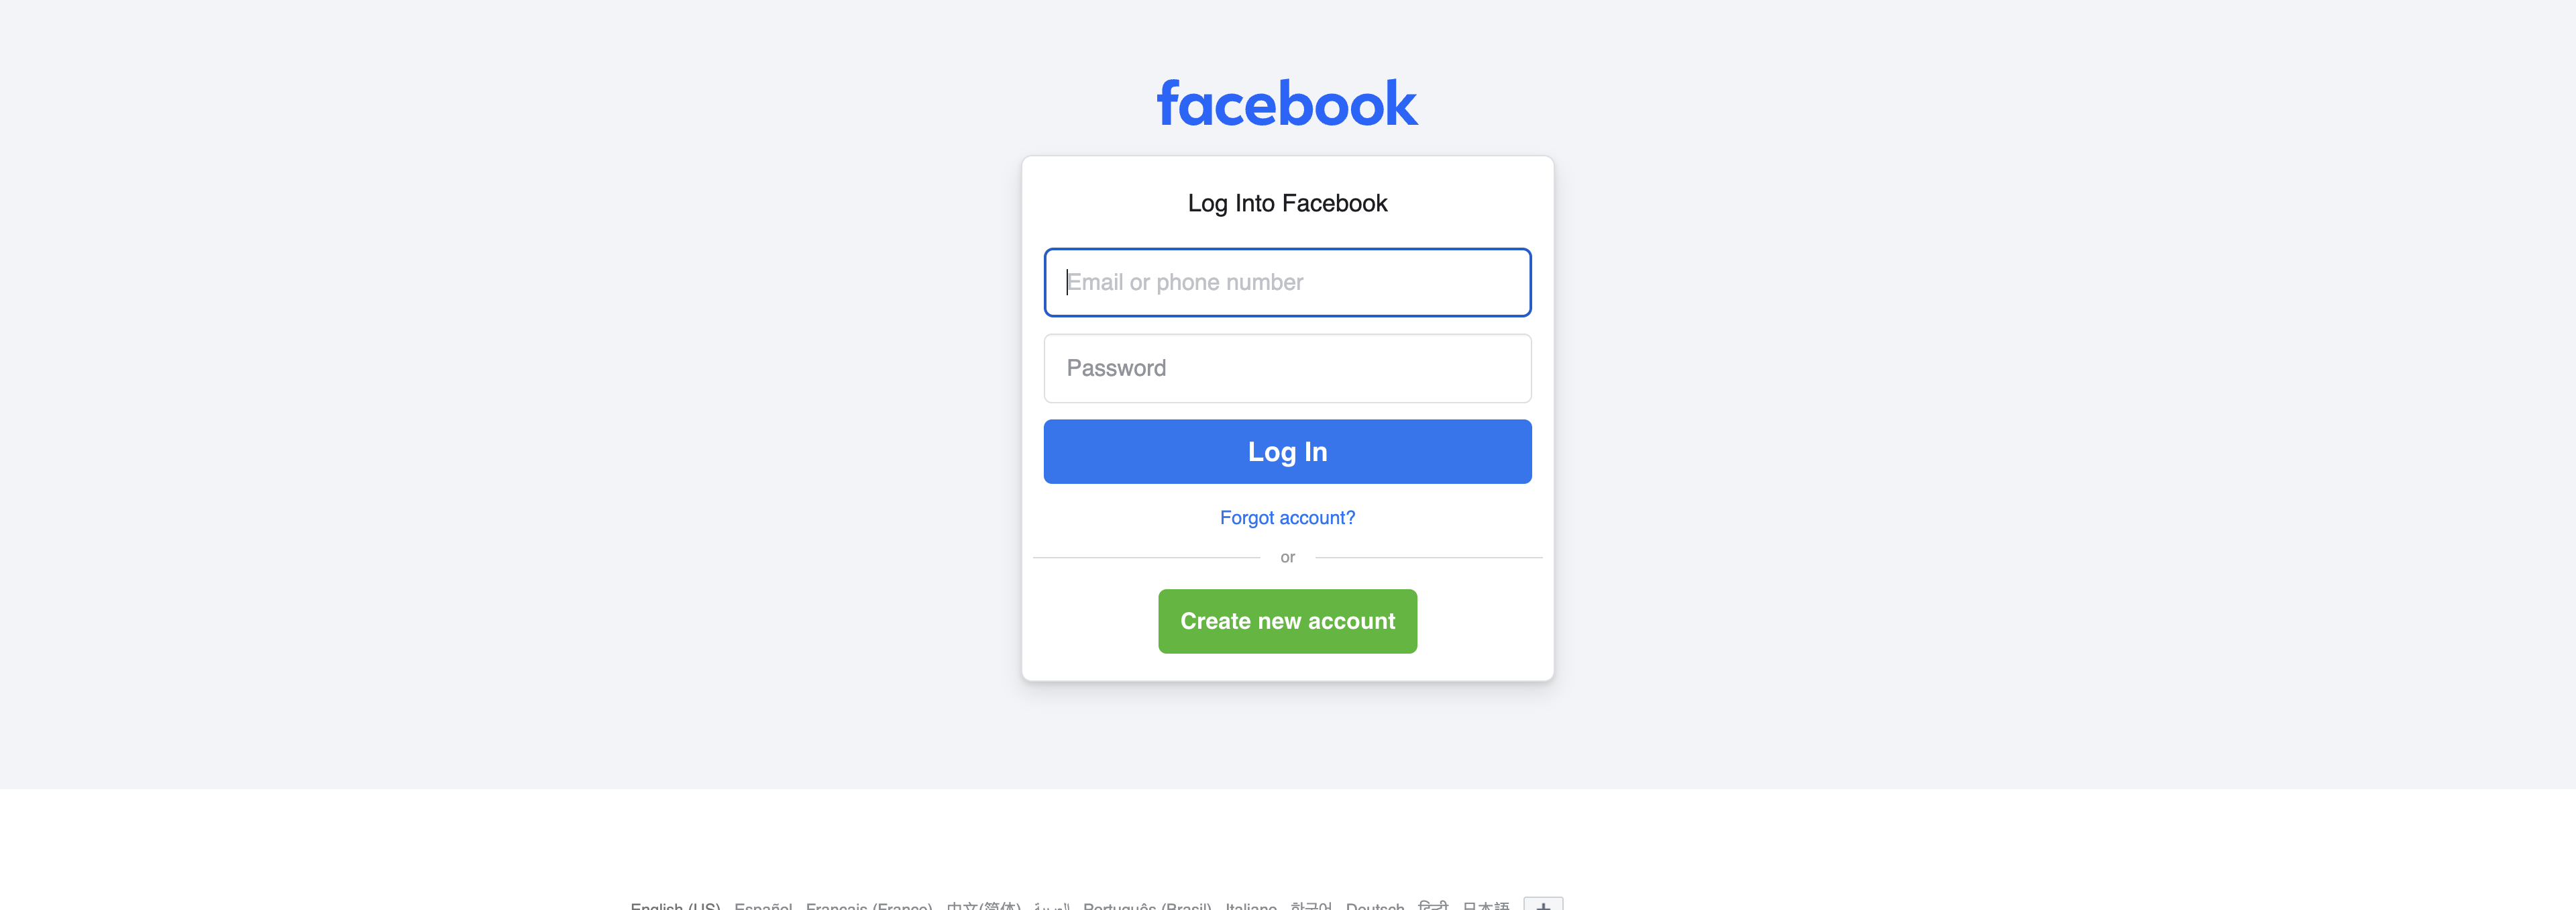 facebook
Log Into Facebook
Email or phone number
Password
Log In
Forgot account?
or
Create new account
English (US) Español Français (France) 中文(简体) العربية Português (Brasil) Italiano 한국어 Deutsch हिन्दी 日本語 +